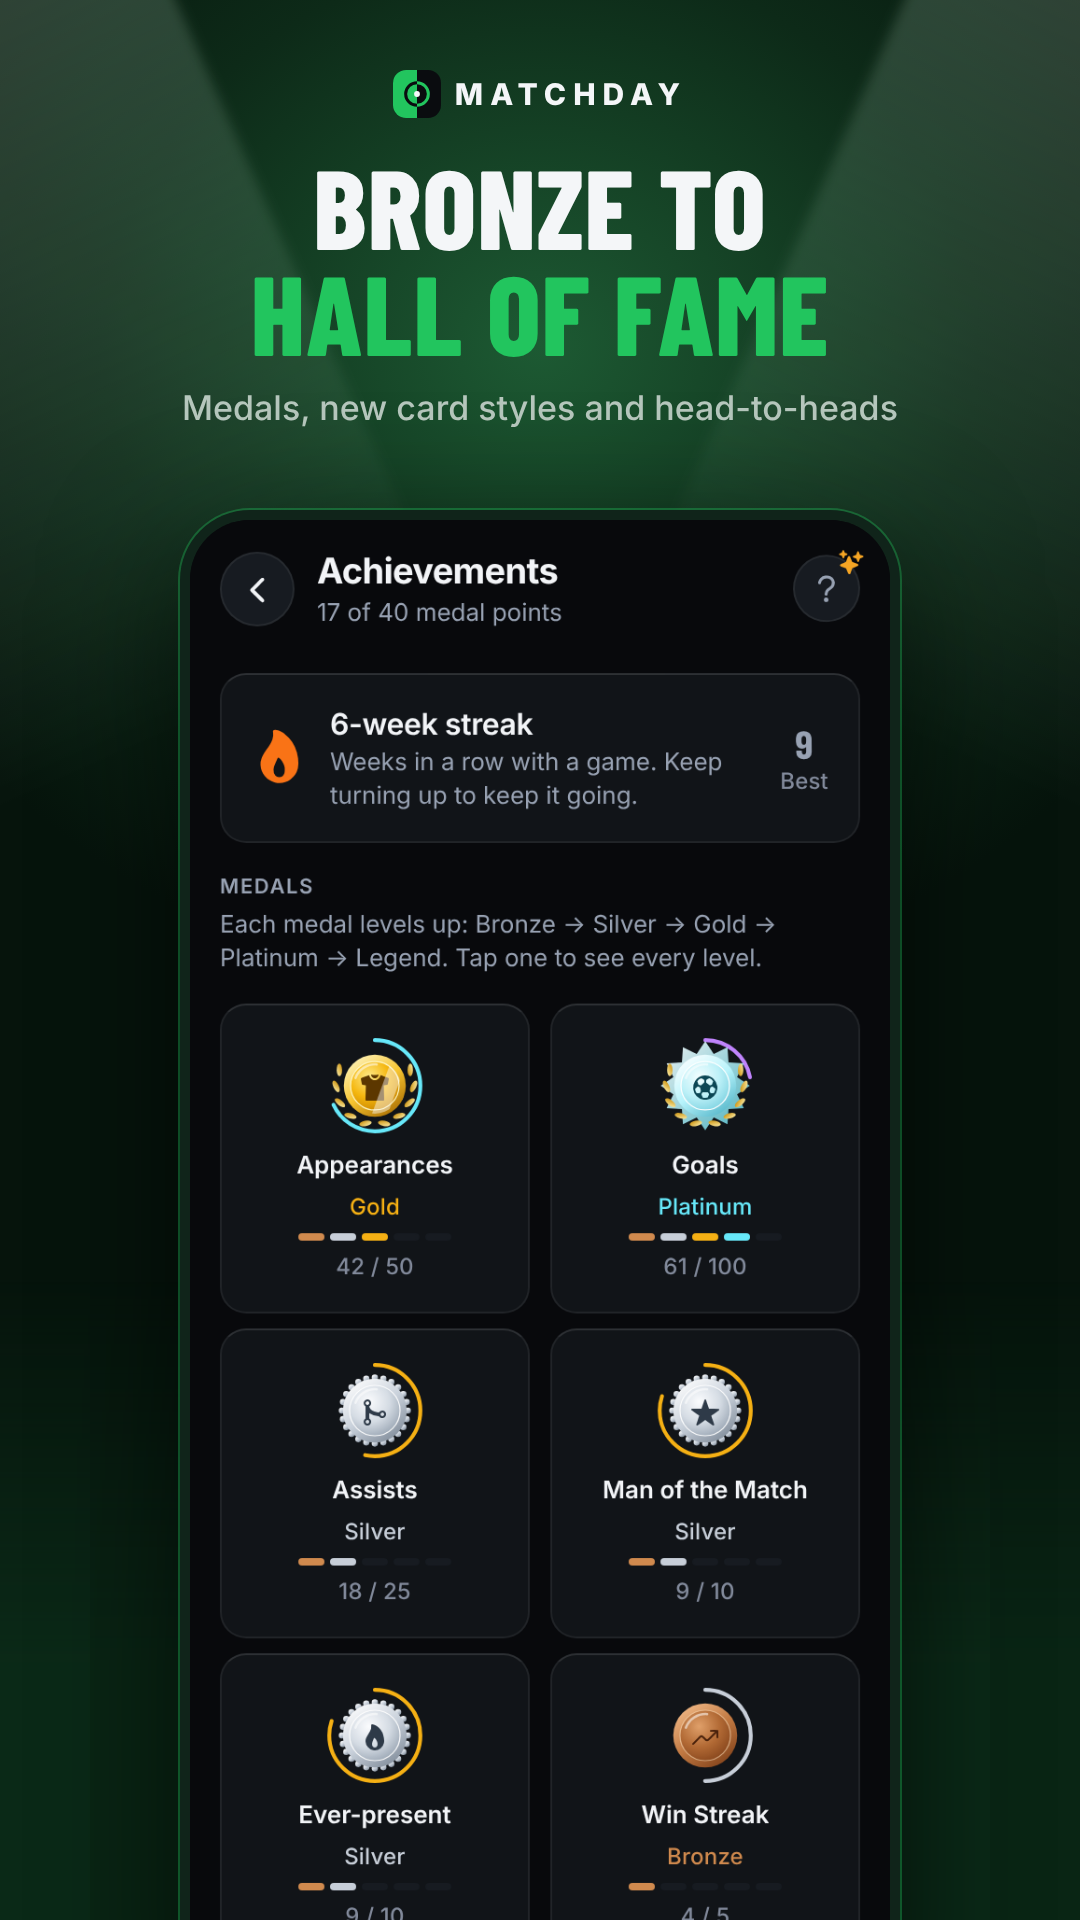 MATCHDAY
BRONZE TO
HALL OF FAME
Medals, new card styles and head-to-heads
Achievements
17 of 40 medal points
?
6-week streak
Weeks in a row with a game. Keep
turning up to keep it going.
9
Best
MEDALS
Each medal levels up: Bronze → Silver → Gold →
Platinum → Legend. Tap one to see every level.
Appearances
Gold
42 / 50
Goals
Platinum
61 / 100
Assists
Silver
18 / 25
Man of the Match
Silver
9 / 10
Ever-present
Silver
9 / 10
Win Streak
Bronze
4 / 5